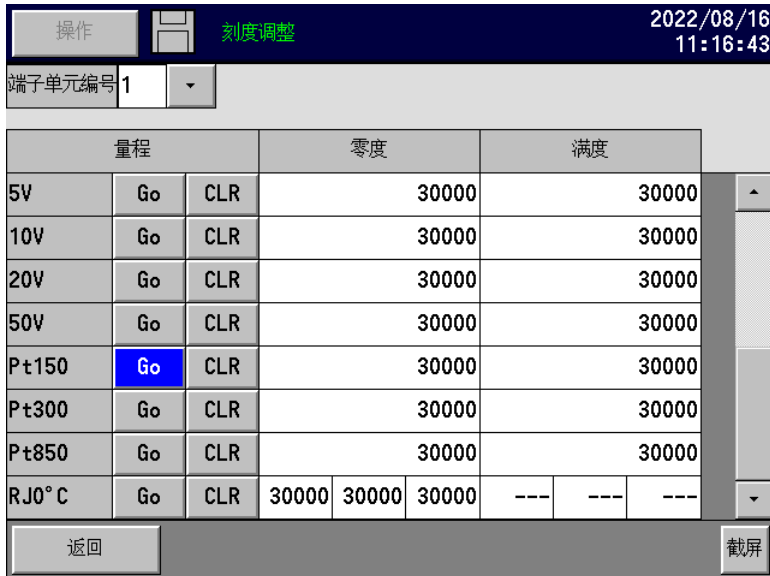 操作 刻度调整 2022/08/16
11:16:43
端子单元编号 1
量程 零度 满度
5V Go CLR 30000 30000
10V Go CLR 30000 30000
20V Go CLR 30000 30000
50V Go CLR 30000 30000
Pt150 Go CLR 30000 30000
Pt300 Go CLR 30000 30000
Pt850 Go CLR 30000 30000
RJ0°C Go CLR 30000 30000 30000 --- --- ---
返回 截屏